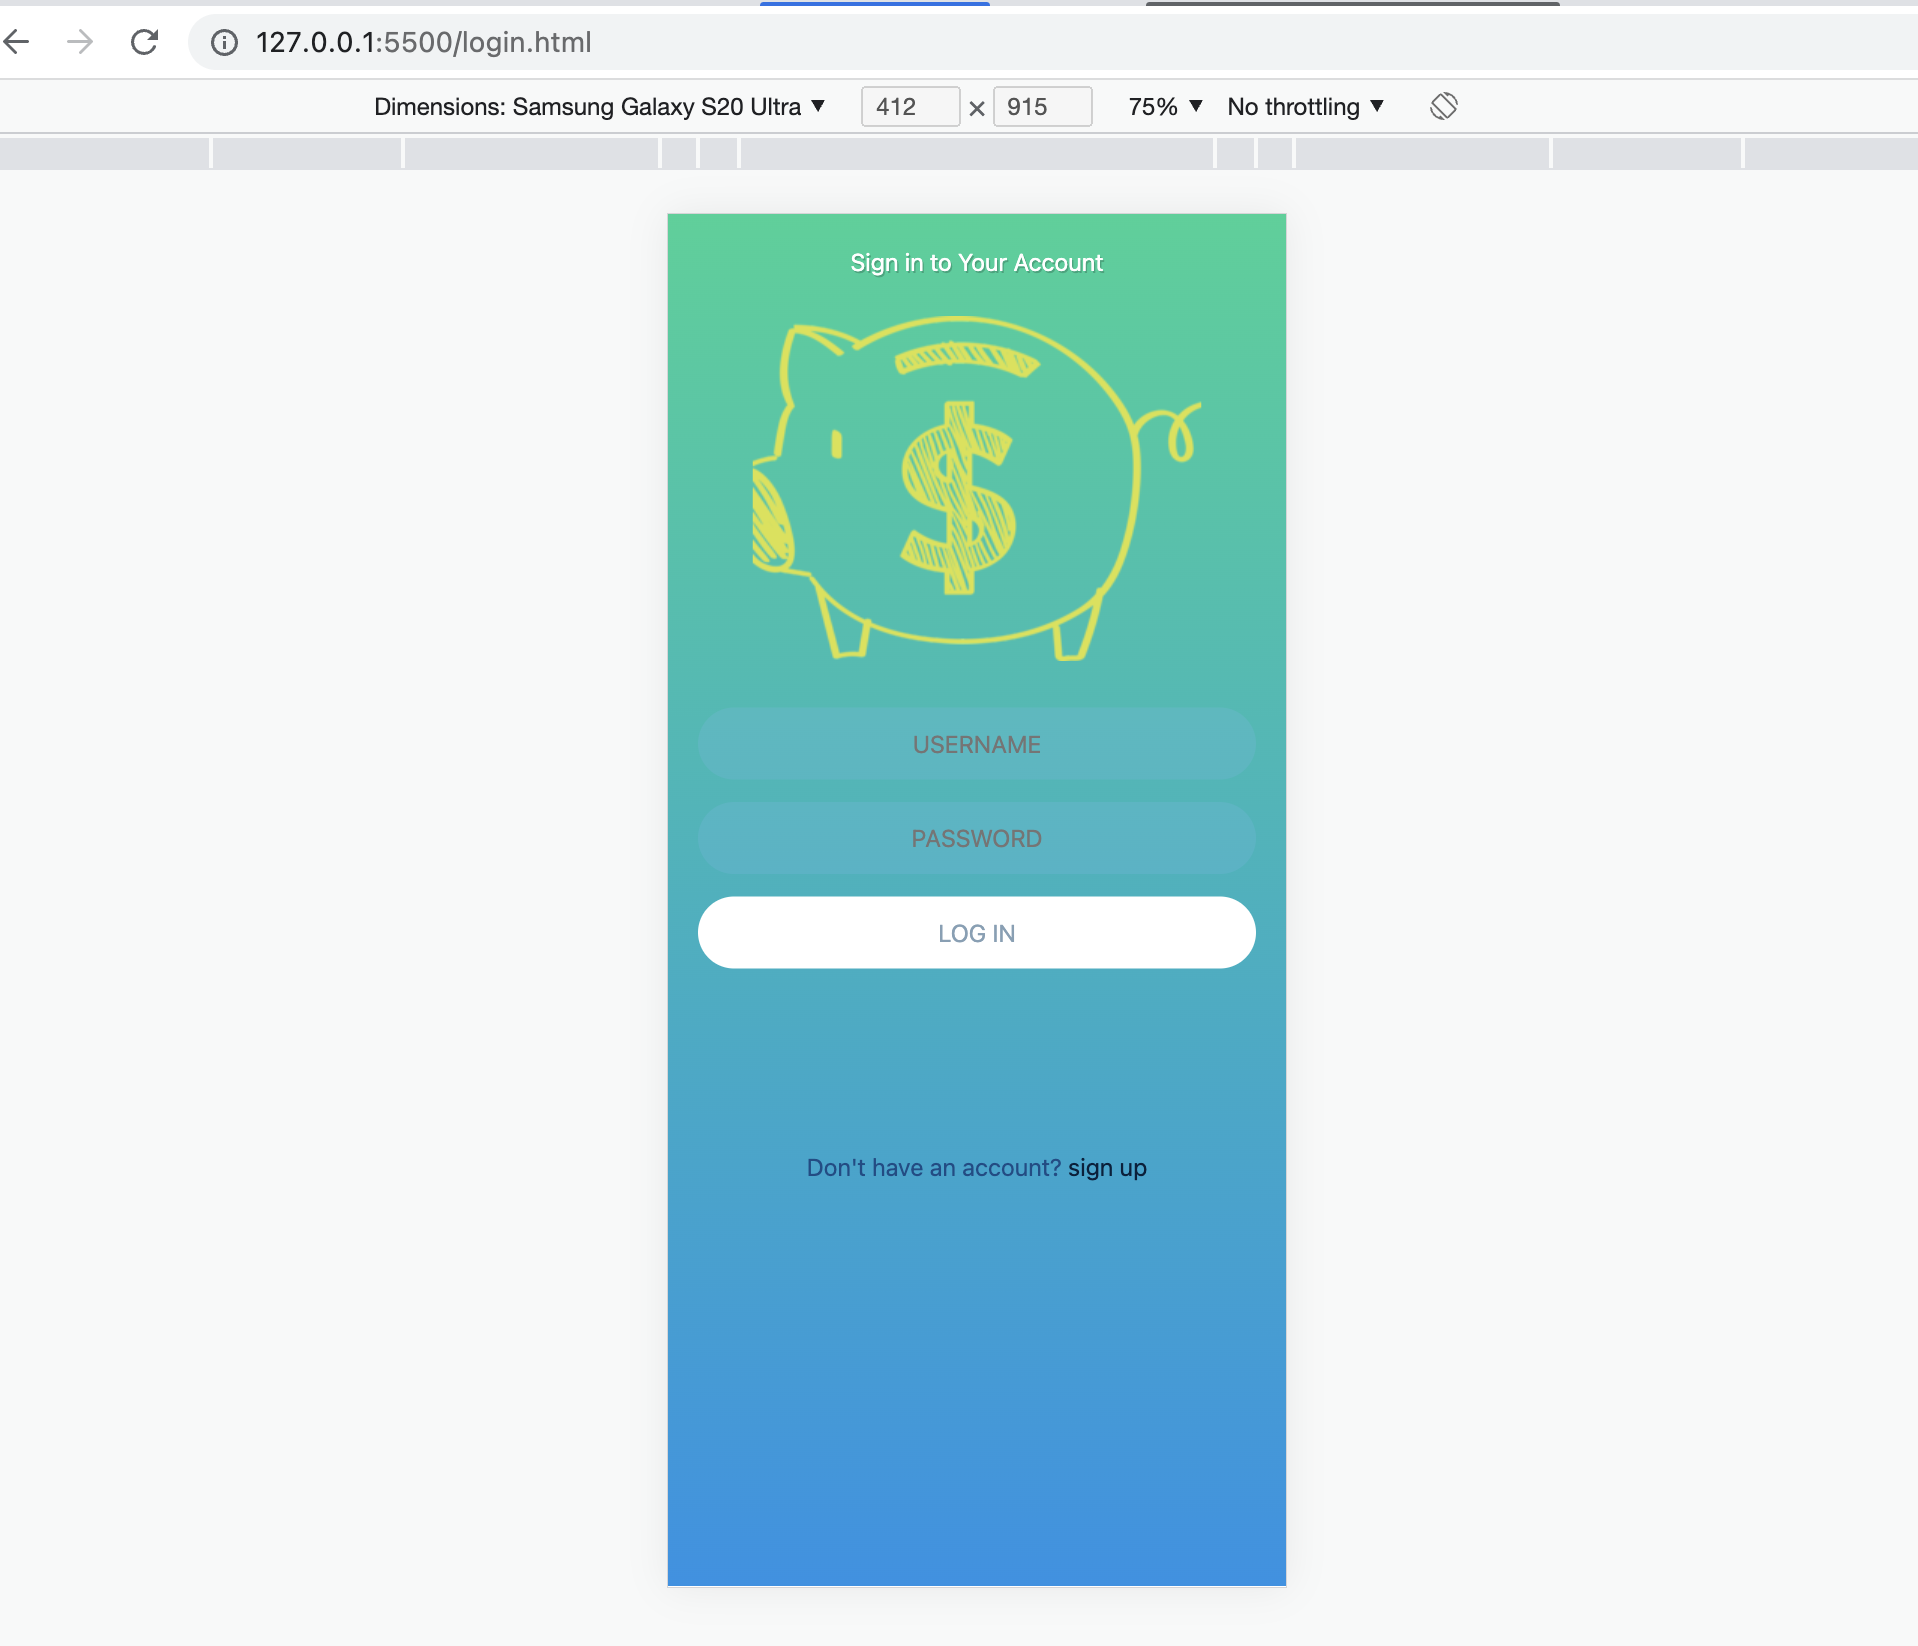 127.0.0.1:5500/login.html
Dimensions: Samsung Galaxy S20 Ultra ▼ 412 × 915 75% ▼ No throttling ▼
Sign in to Your Account
$
USERNAME
PASSWORD
LOG IN
Don't have an account? sign up